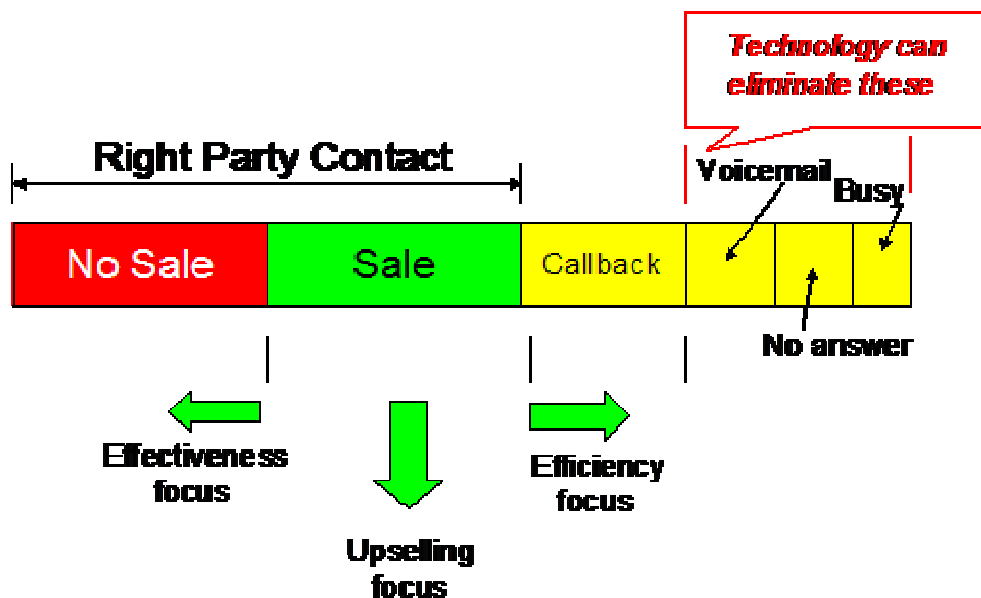 Technology can
eliminate these
Right Party Contact
Voicemail
Busy
No Sale
Sale
Callback
No answer
Effectiveness
focus
Efficiency
focus
Upselling
focus